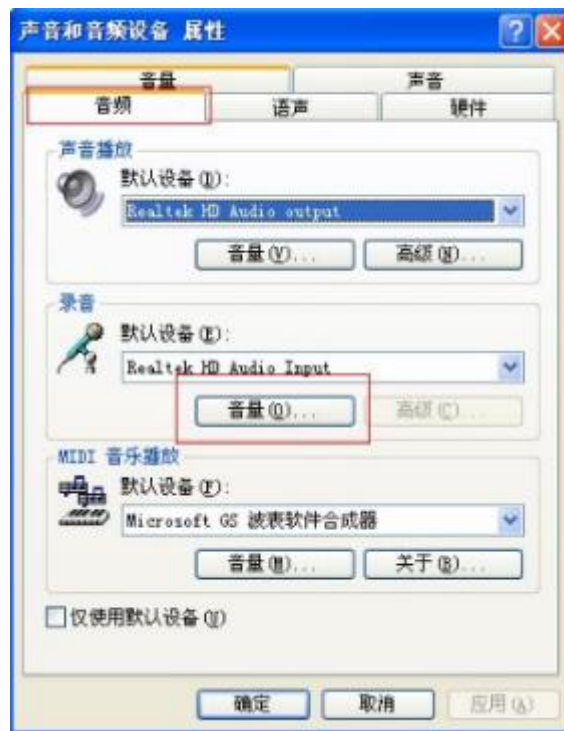 声音和音频设备 属性
音量 声音
音频 语声 硬件
声音播放
默认设备(D):
Realtek HD Audio output
音量(V)... 高级(N)...
录音
默认设备(E):
Realtek HD Audio Input
音量(O)... 高级(C)...
MIDI 音乐播放
默认设备(F):
Microsoft GS 波表软件合成器
音量(M)... 关于(B)...
仅使用默认设备(U)
确定 取消 应用(A)